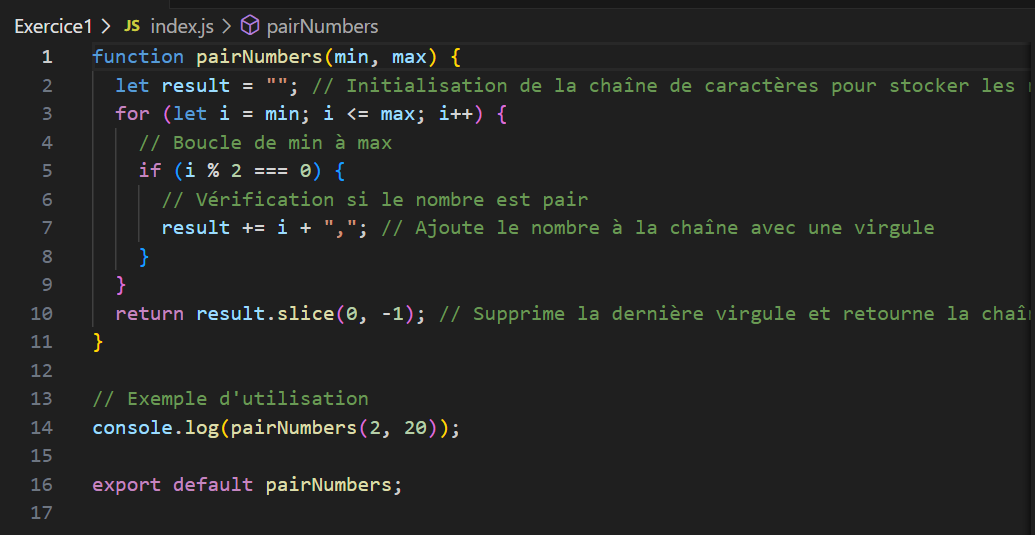 Exercice1 > JS index.js > pairNumbers
1 function pairNumbers(min, max) {
2 let result = ""; // Initialisation de la chaîne de caractères pour stocker les
3 for (let i = min; i <= max; i++) {
4 // Boucle de min à max
5 if (i % 2 === 0) {
6 // Vérification si le nombre est pair
7 result += i + ","; // Ajoute le nombre à la chaîne avec une virgule
8 }
9 }
10 return result.slice(0, -1); // Supprime la dernière virgule et retourne la
11 }
12
13 // Exemple d'utilisation
14 console.log(pairNumbers(2, 20));
15
16 export default pairNumbers;
17